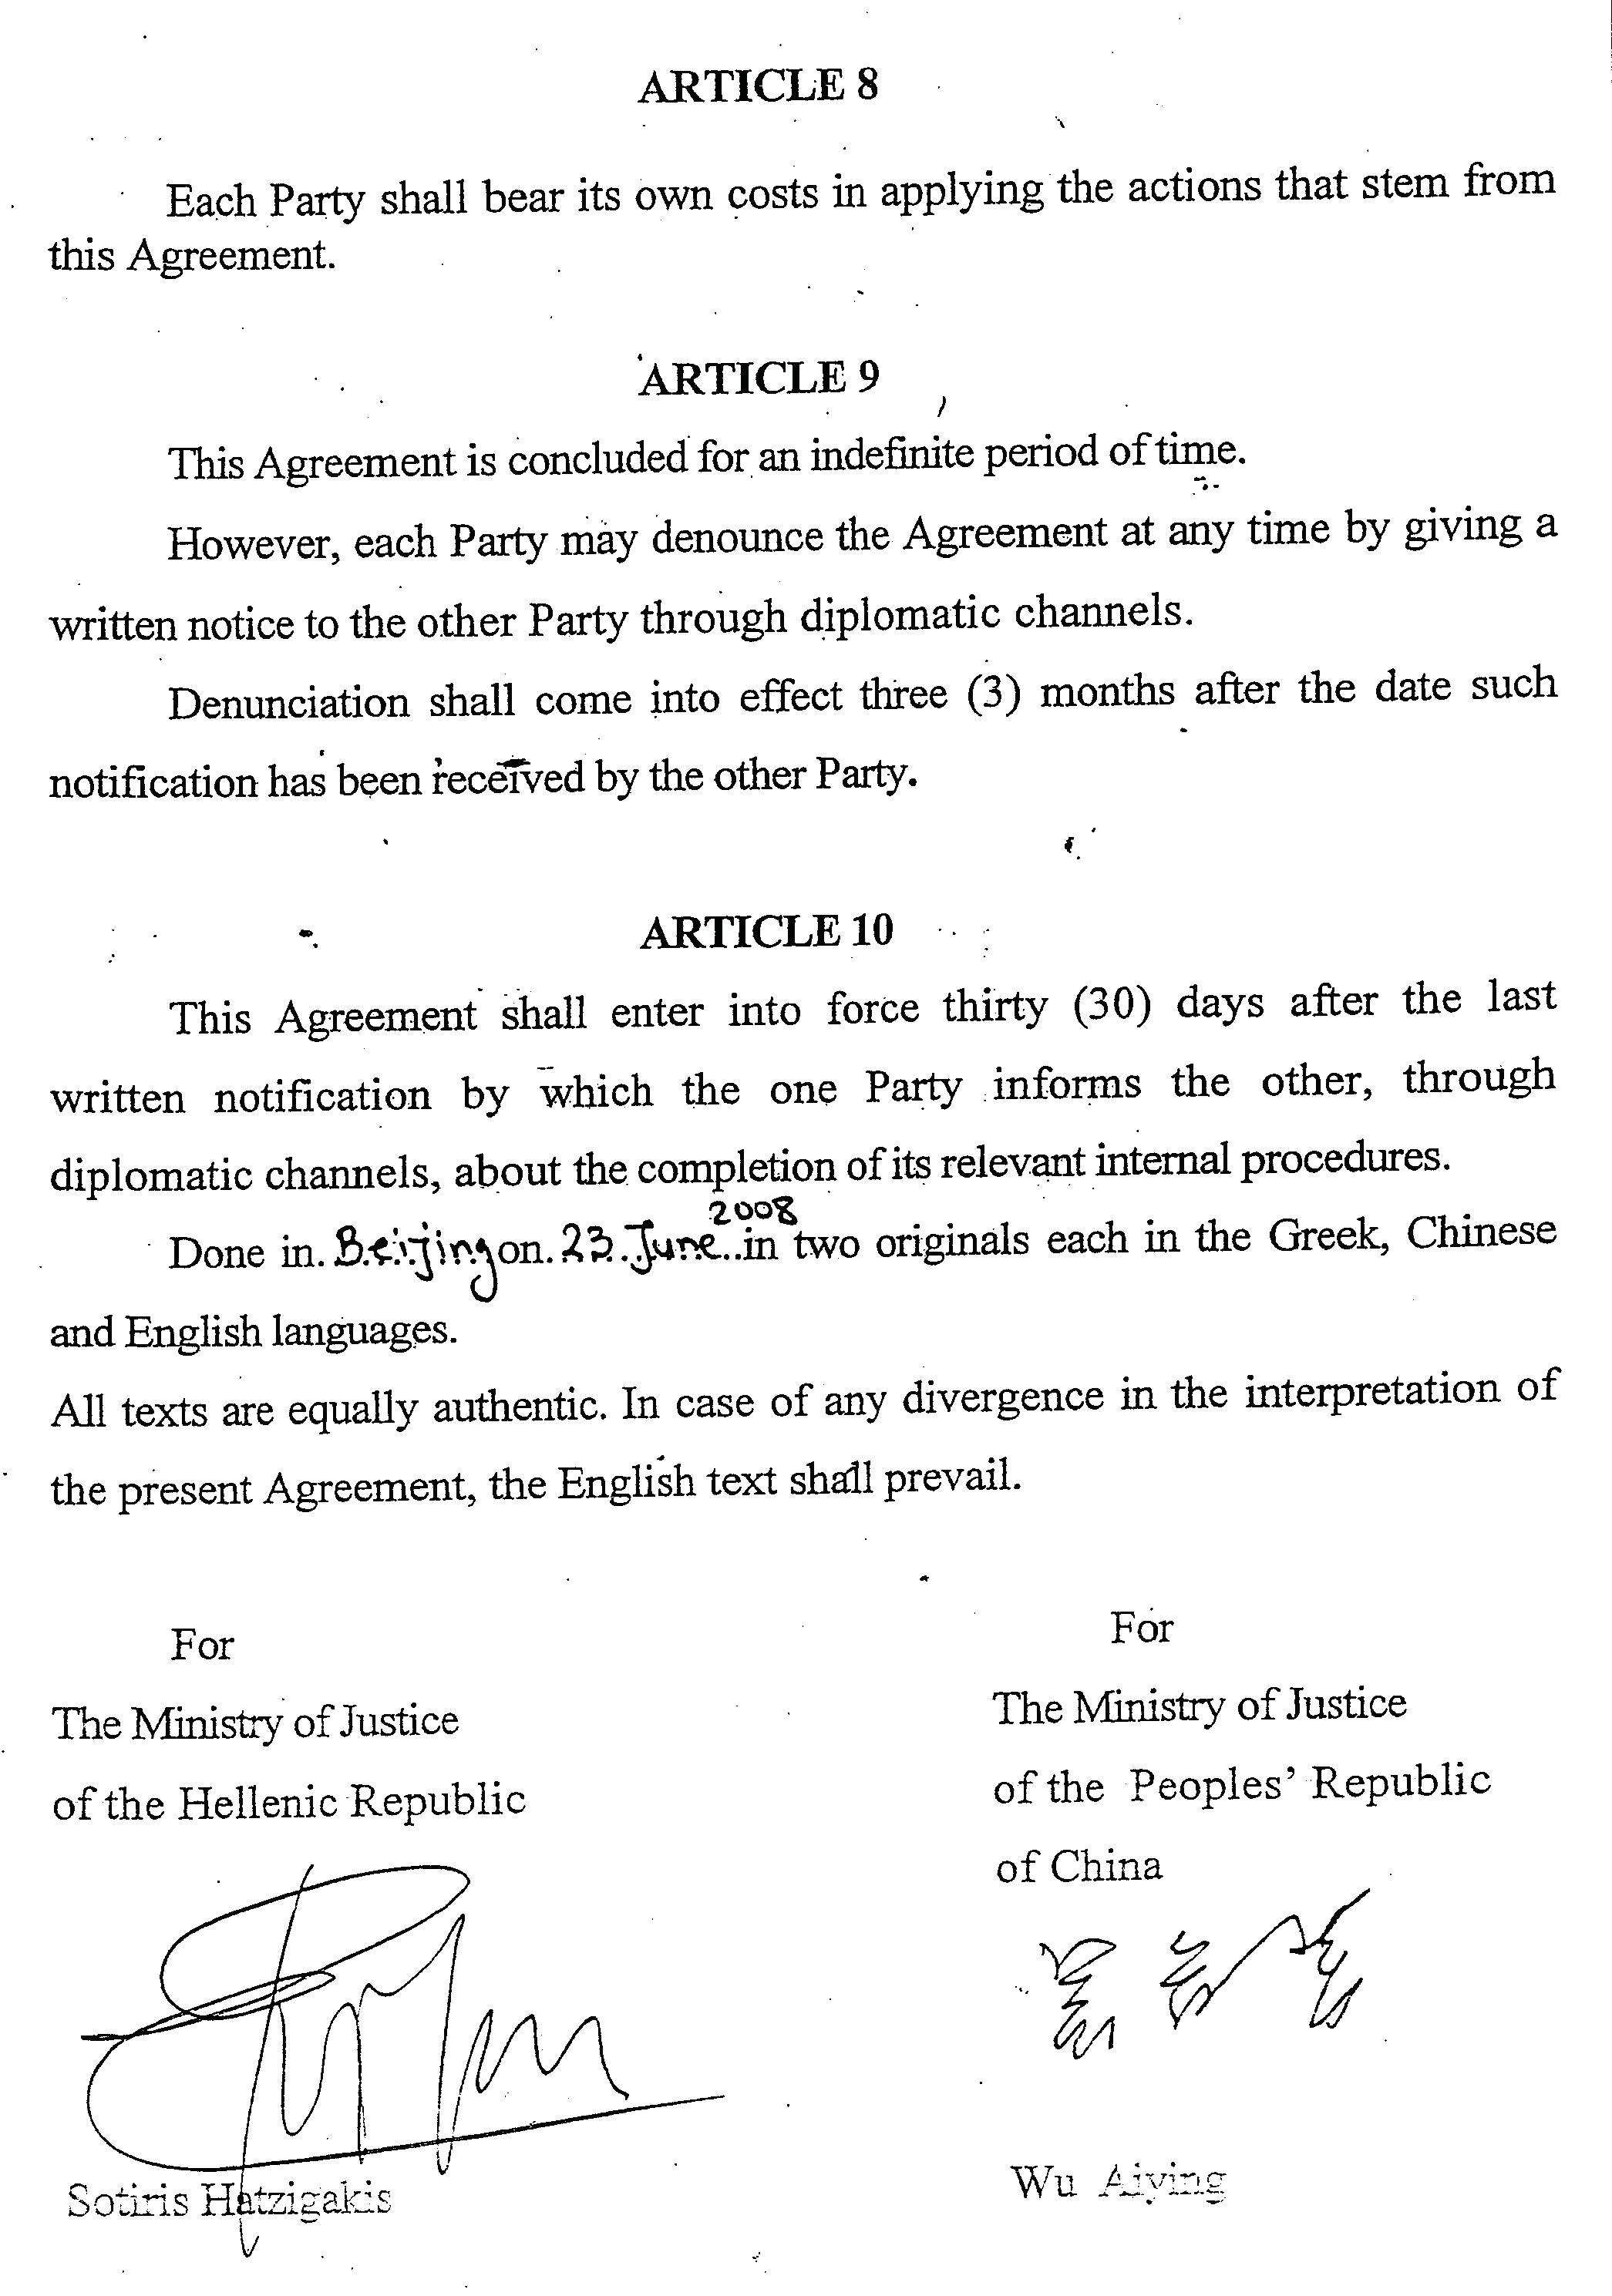 ARTICLE 8
Each Party shall bear its own costs in applying the actions that stem from
this Agreement.
ARTICLE 9
This Agreement is concluded for an indefinite period of time.
However, each Party may denounce the Agreement at any time by giving a
written notice to the other Party through diplomatic channels.
Denunciation shall come into effect three (3) months after the date such
notification has been received by the other Party.
ARTICLE 10
This Agreement shall enter into force thirty (30) days after the last
written notification by which the one Party informs the other, through
diplomatic channels, about the completion of its relevant internal procedures.
2008
Done in. Beijing on. 23. June..in two originals each in the Greek, Chinese
and English languages.
All texts are equally authentic. In case of any divergence in the interpretation of
the present Agreement, the English text shall prevail.
For
The Ministry of Justice
of the Hellenic Republic
Sotiris Hatzigakis
For
The Ministry of Justice
of the Peoples’ Republic
of China
吴爱英
Wu Aiying